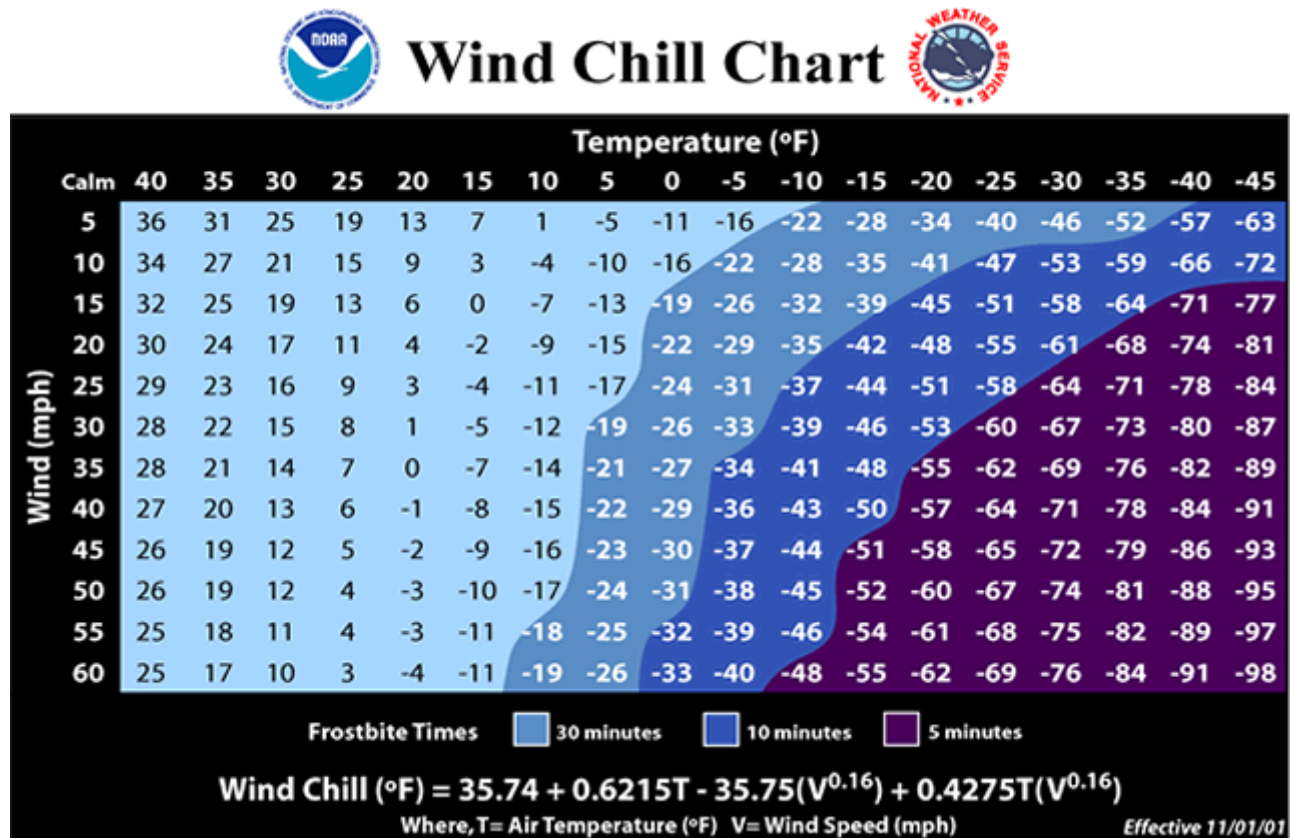 NOAA
NATIONAL OCEANIC AND ATMOSPHERIC ADMINISTRATION
U.S. DEPARTMENT OF COMMERCE
Wind Chill Chart
NATIONAL WEATHER SERVICE
Temperature (ºF)
Calm 40 35 30 25 20 15 10 5 0 -5 -10 -15 -20 -25 -30 -35 -40 -45
5 36 31 25 19 13 7 1 -5 -11 -16 -22 -28 -34 -40 -46 -52 -57 -63
10 34 27 21 15 9 3 -4 -10 -16 -22 -28 -35 -41 -47 -53 -59 -66 -72
15 32 25 19 13 6 0 -7 -13 -19 -26 -32 -39 -45 -51 -58 -64 -71 -77
20 30 24 17 11 4 -2 -9 -15 -22 -29 -35 -42 -48 -55 -61 -68 -74 -81
25 29 23 16 9 3 -4 -11 -17 -24 -31 -37 -44 -51 -58 -64 -71 -78 -84
30 28 22 15 8 1 -5 -12 -19 -26 -33 -39 -46 -53 -60 -67 -73 -80 -87
35 28 21 14 7 0 -7 -14 -21 -27 -34 -41 -48 -55 -62 -69 -76 -82 -89
40 27 20 13 6 -1 -8 -15 -22 -29 -36 -43 -50 -57 -64 -71 -78 -84 -91
45 26 19 12 5 -2 -9 -16 -23 -30 -37 -44 -51 -58 -65 -72 -79 -86 -93
50 26 19 12 4 -3 -10 -17 -24 -31 -38 -45 -52 -60 -67 -74 -81 -88 -95
55 25 18 11 4 -3 -11 -18 -25 -32 -39 -46 -54 -61 -68 -75 -82 -89 -97
60 25 17 10 3 -4 -11 -19 -26 -33 -40 -48 -55 -62 -69 -76 -84 -91 -98
Wind (mph)
Frostbite Times 30 minutes 10 minutes 5 minutes
Wind Chill (ºF) = 35.74 + 0.6215T - 35.75(V^0.16) + 0.4275T(V^0.16)
Where, T= Air Temperature (ºF) V= Wind Speed (mph)
Effective 11/01/01